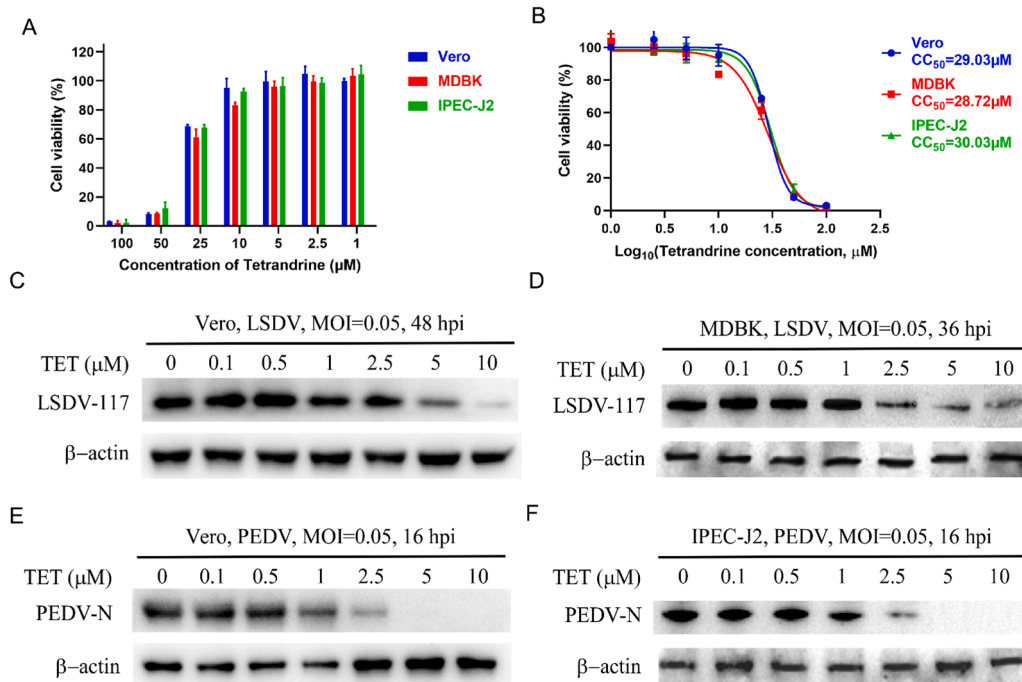 A
Cell viability (%)
120
100
80
60
40
20
0
100 50 25 10 5 2.5 1
Concentration of Tetrandrine (µM)
Vero
MDBK
IPEC-J2
B
Cell viability (%)
100
80
60
40
20
0
0.0 0.5 1.0 1.5 2.0 2.5
Log₁₀(Tetrandrine concentration, µM)
Vero
CC₅₀=29.03µM
MDBK
CC₅₀=28.72µM
IPEC-J2
CC₅₀=30.03µM
C
Vero, LSDV, MOI=0.05, 48 hpi
TET (µM) 0 0.1 0.5 1 2.5 5 10
LSDV-117
β−actin
D
MDBK, LSDV, MOI=0.05, 36 hpi
TET (µM) 0 0.1 0.5 1 2.5 5 10
LSDV-117
β−actin
E
Vero, PEDV, MOI=0.05, 16 hpi
TET (µM) 0 0.1 0.5 1 2.5 5 10
PEDV-N
β−actin
F
IPEC-J2, PEDV, MOI=0.05, 16 hpi
TET (µM) 0 0.1 0.5 1 2.5 5 10
PEDV-N
β−actin